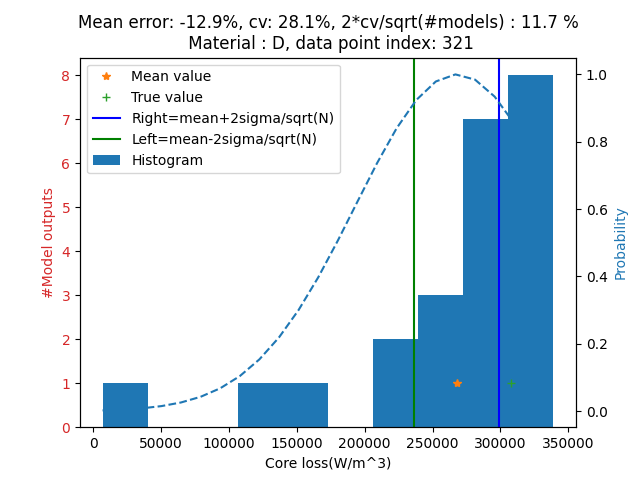 Mean error: -12.9%, cv: 28.1%, 2*cv/sqrt(#models) : 11.7 %
Material : D, data point index: 321
Mean value
True value
Right=mean+2sigma/sqrt(N)
Left=mean-2sigma/sqrt(N)
Histogram
#Model outputs
8
7
6
5
4
3
2
1
0
Probability
1.0
0.8
0.6
0.4
0.2
0.0
0 50000 100000 150000 200000 250000 300000 350000
Core loss(W/m^3)